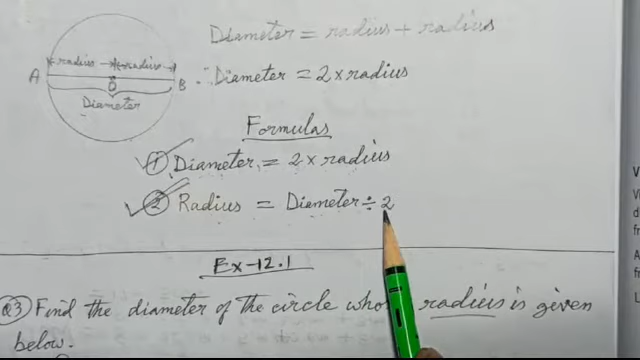 Diameter = radius + radius
radius radius
A O B
Diameter
∴ Diameter = 2 × radius
Formulas
① Diameter = 2 × radius
② Radius = Diameter ÷ 2
Ex-12.1
Q3 Find the diameter of the circle whos radius is given
below.